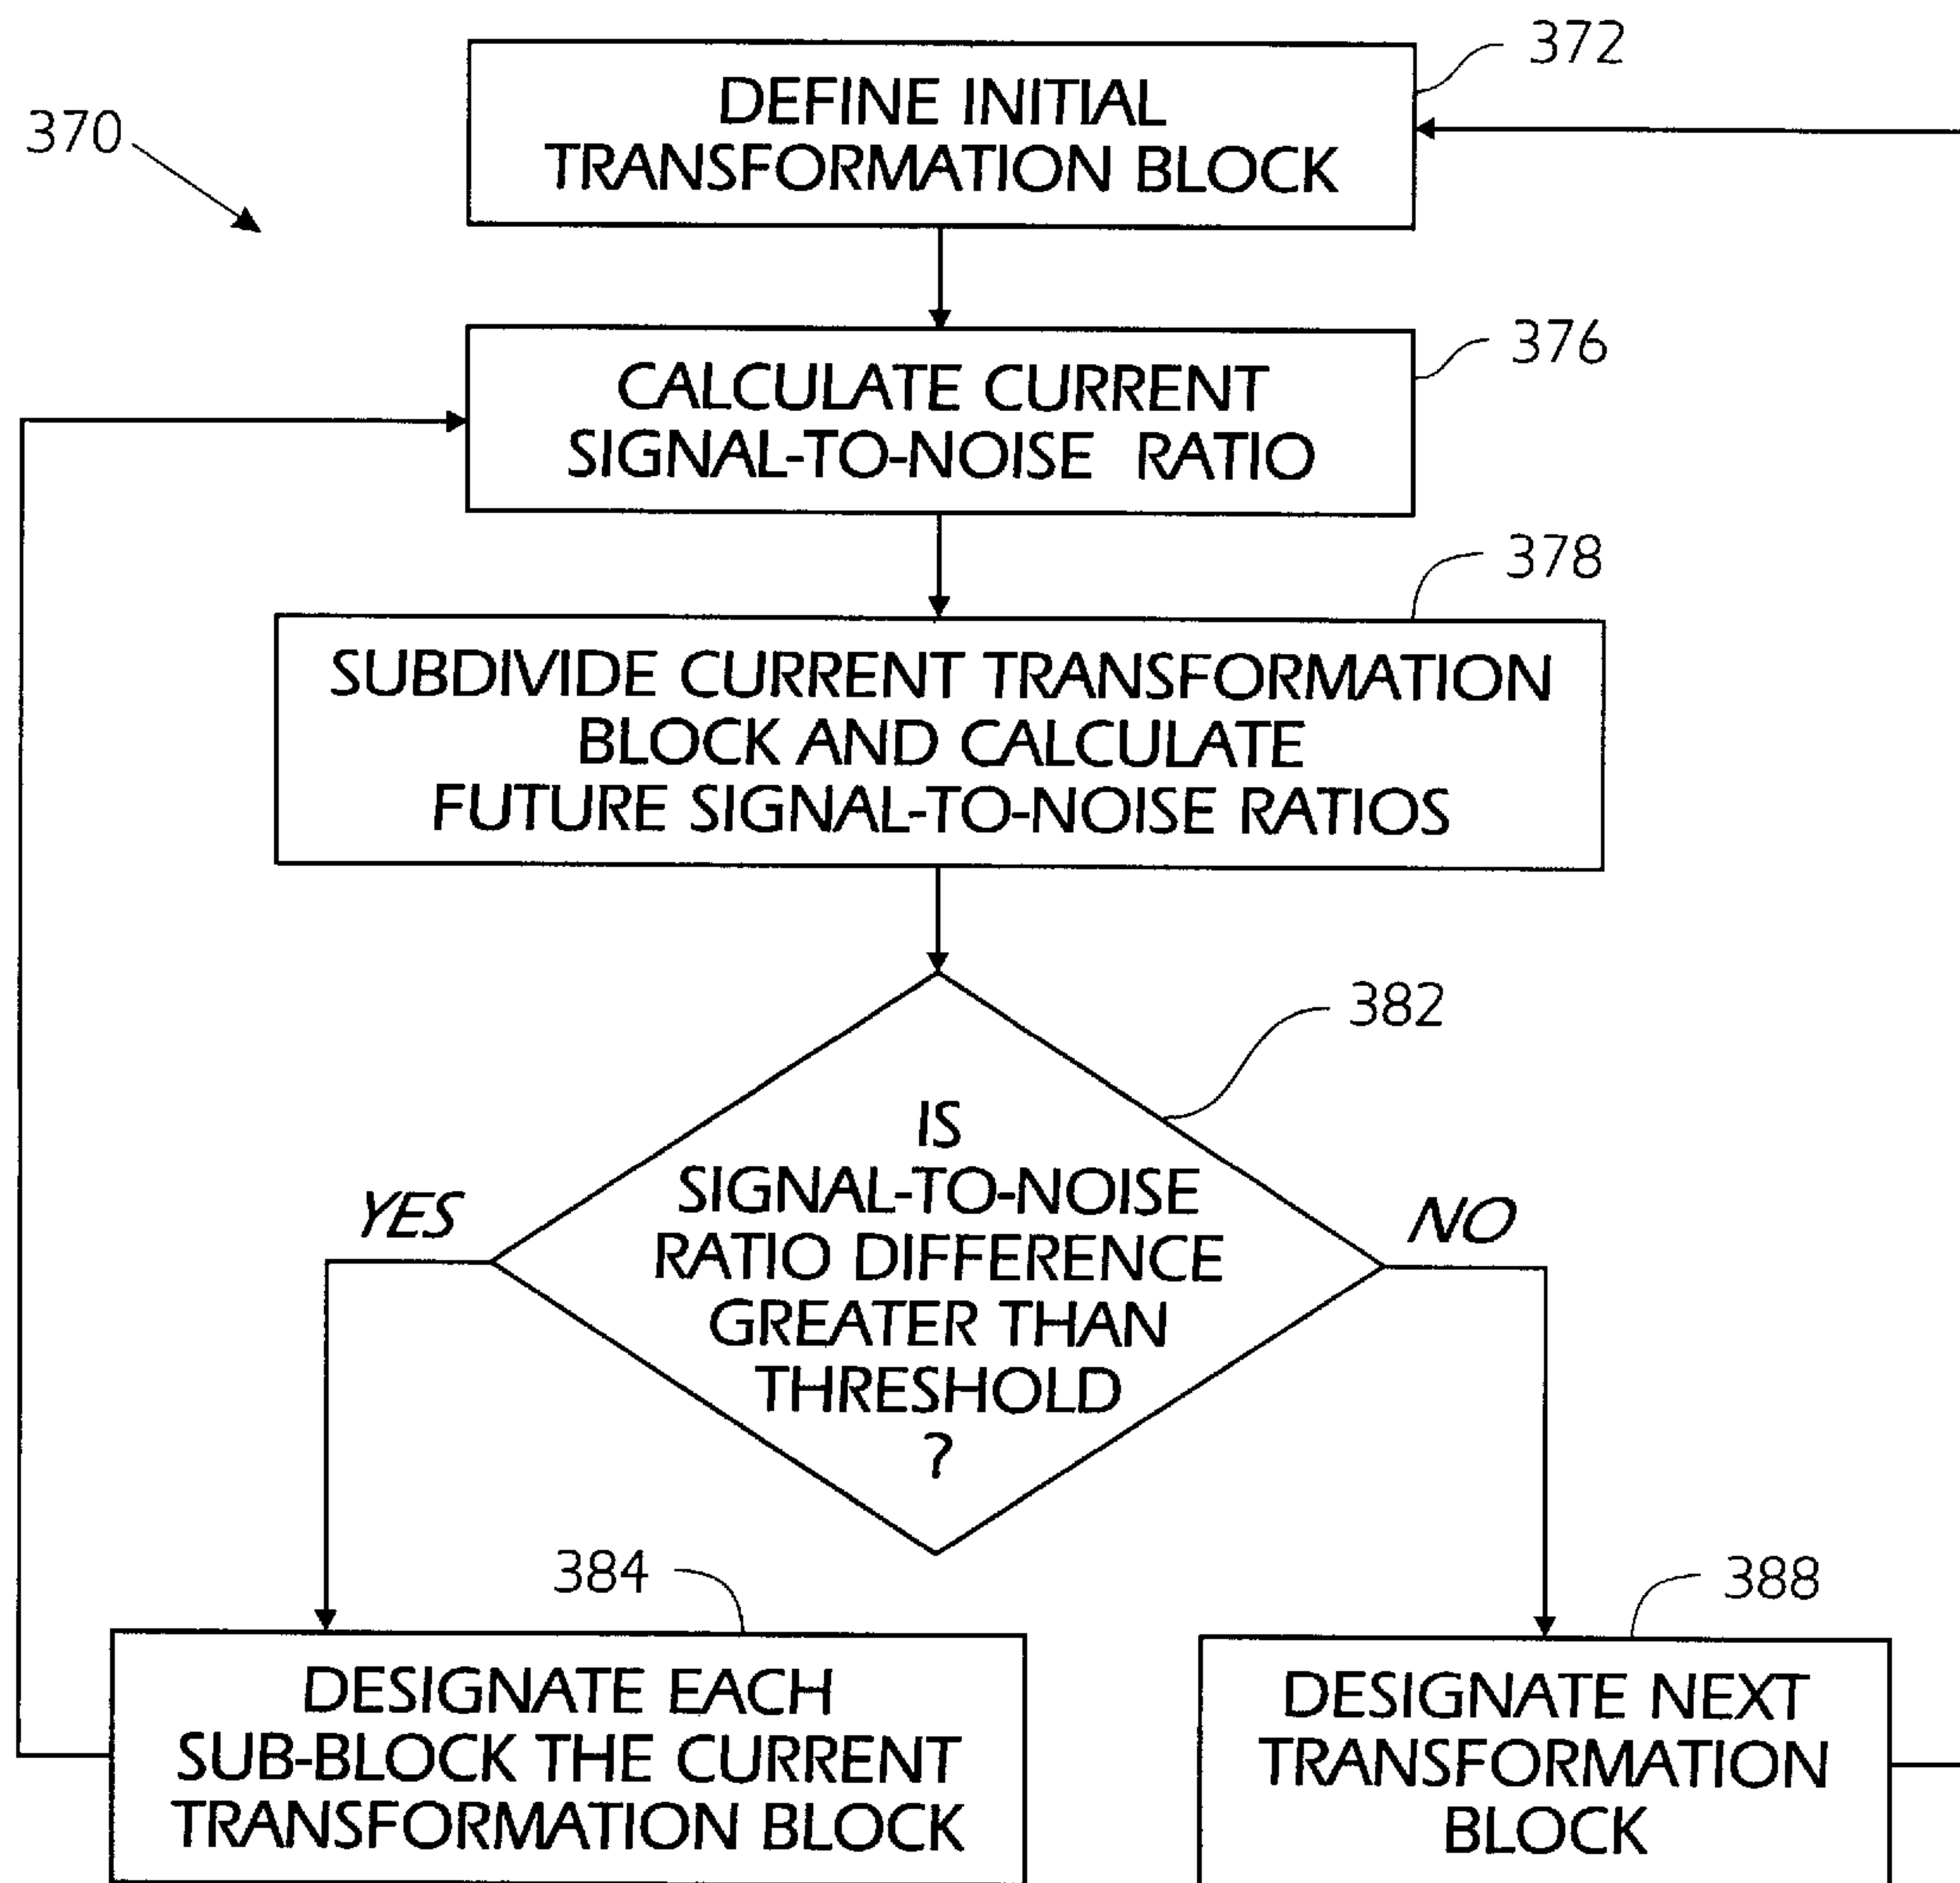 372
370
DEFINE INITIAL
TRANSFORMATION BLOCK
376
CALCULATE CURRENT
SIGNAL-TO-NOISE RATIO
378
SUBDIVIDE CURRENT TRANSFORMATION
BLOCK AND CALCULATE
FUTURE SIGNAL-TO-NOISE RATIOS
382
IS
SIGNAL-TO-NOISE
RATIO DIFFERENCE
GREATER THAN
THRESHOLD
?
YES
NO
384
388
DESIGNATE EACH
SUB-BLOCK THE CURRENT
TRANSFORMATION BLOCK
DESIGNATE NEXT
TRANSFORMATION
BLOCK